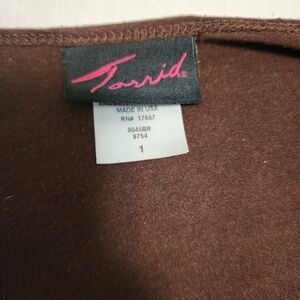 Torrid®
MADE IN USA
RN# 17657
9045BR
9754
1